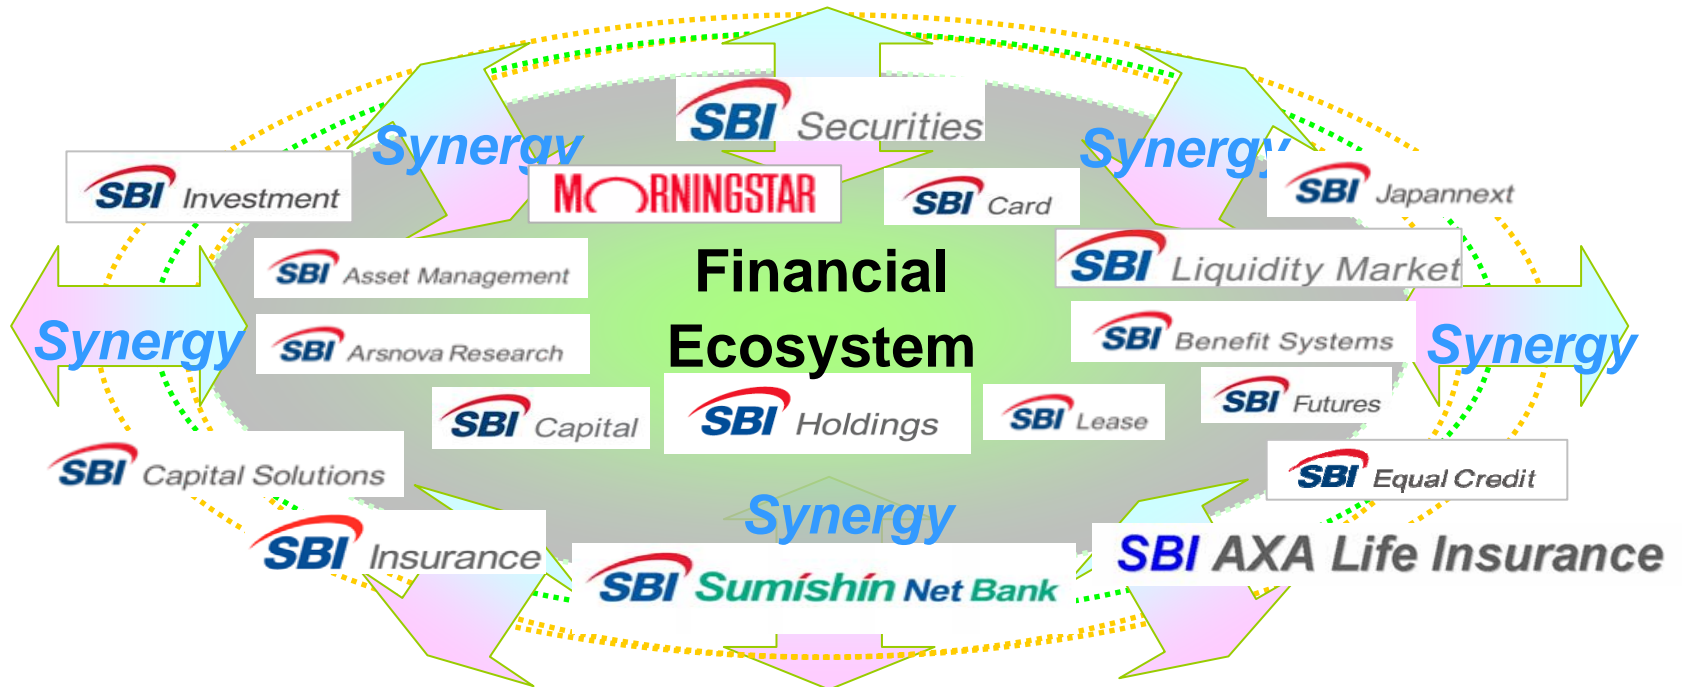 SBI Securities
Synergy
Synergy
SBI Investment
MORNINGSTAR
SBI Card
SBI Japannext
SBI Asset Management
Financial
SBI Liquidity Market
Synergy
SBI Arsnova Research
Ecosystem
SBI Benefit Systems
Synergy
SBI Capital
SBI Holdings
SBI Lease
SBI Futures
SBI Capital Solutions
SBI Equal Credit
Synergy
SBI Insurance
SBI Sumishin Net Bank
SBI AXA Life Insurance